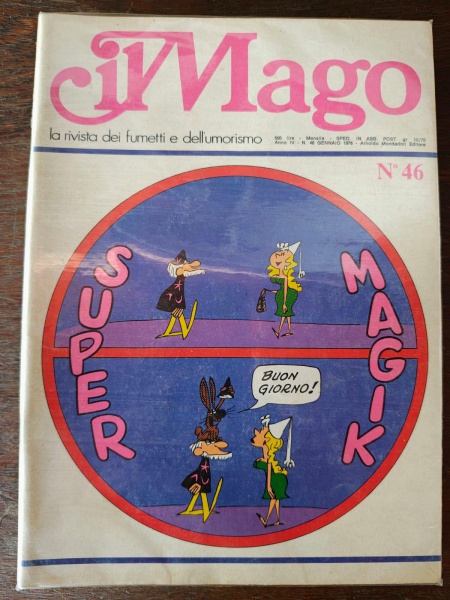 il Mago
la rivista dei fumetti e dell'umorismo
500 lire - Mensile - SPED. IN ABB. POST. gr. III/70
Anno IV - N. 46 GENNAIO 1976 - Arnoldo Mondadori Editore
N° 46
SUPER
MAGIK
BUON
GIORNO!